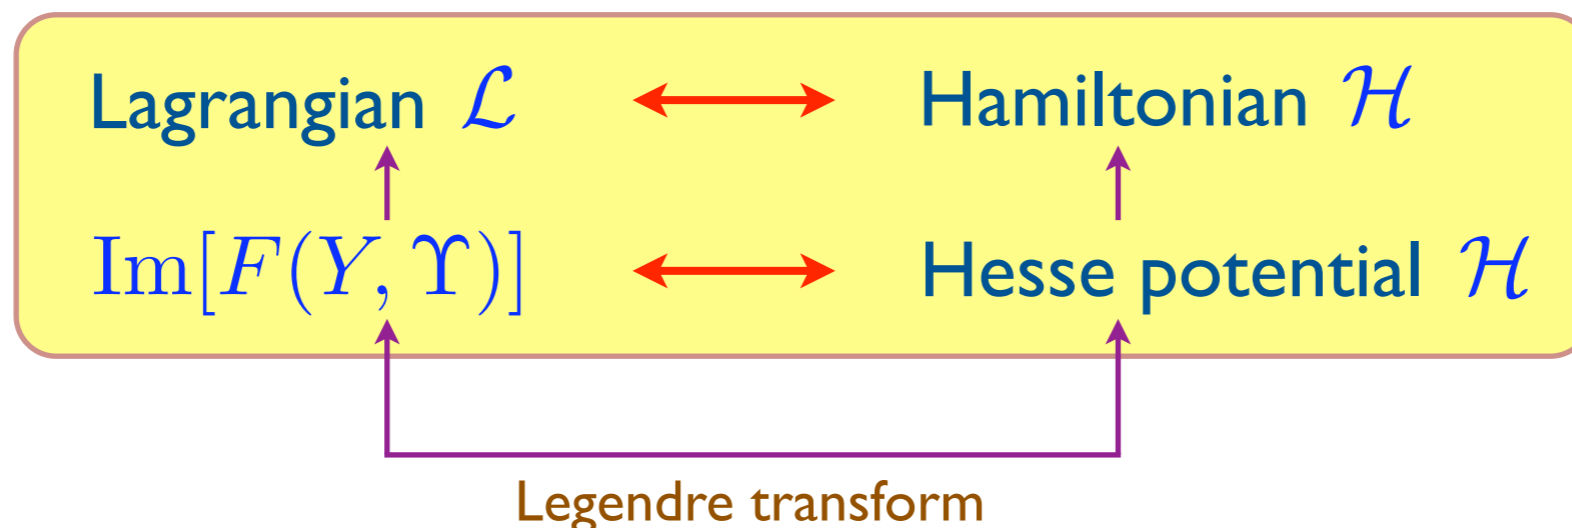 Lagrangian ℒ Hamiltonian ℋ
Im[F(Y, ϒ)] Hesse potential ℋ
Legendre transform